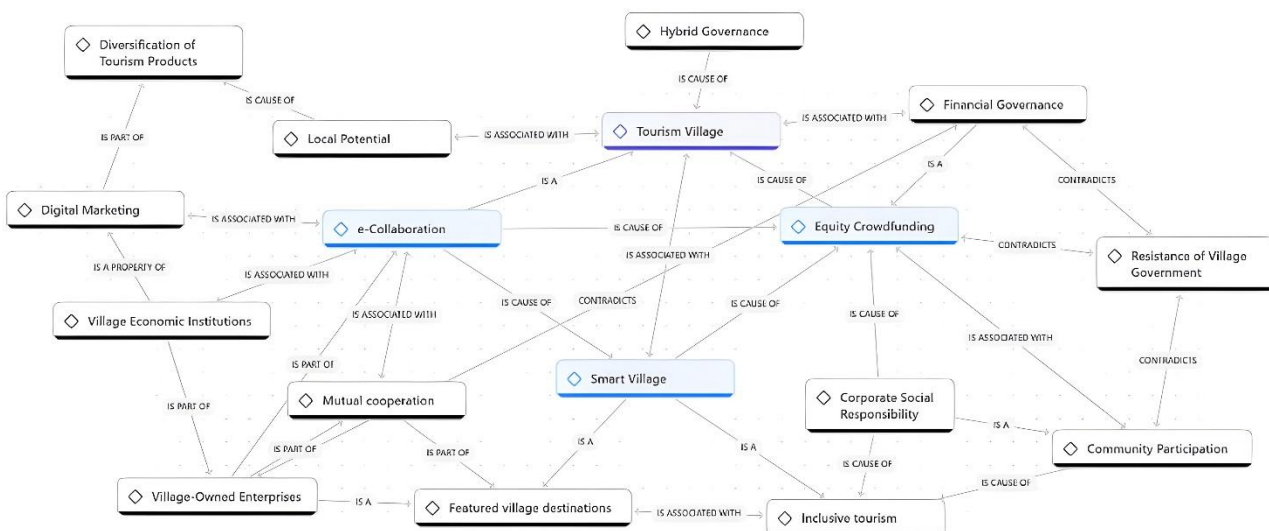 Hybrid Governance
Diversification of
Tourism Products
IS CAUSE OF
Financial Governance
IS CAUSE OF
Local Potential
IS ASSOCIATED WITH
Tourism Village
IS ASSOCIATED WITH
IS PART OF
IS A
IS A
IS CAUSE OF
CONTRADICTS
Digital Marketing
IS ASSOCIATED WITH
e-Collaboration
IS CAUSE OF
Equity Crowdfunding
CONTRADICTS
Resistance of Village
Government
IS ASSOCIATED WITH
IS A PROPERTY OF
IS ASSOCIATED WITH
CONTRADICTS
IS CAUSE OF
IS CAUSE OF
IS CAUSE OF
Village Economic Institutions
IS ASSOCIATED WITH
IS ASSOCIATED WITH
CONTRADICTS
IS PART OF
Smart Village
IS PART OF
Mutual cooperation
Corporate Social
Responsibility
IS A
IS PART OF
IS PART OF
IS A
IS A
Community Participation
IS CAUSE OF
IS CAUSE OF
Village-Owned Enterprises
IS A
Featured village destinations
IS ASSOCIATED WITH
Inclusive tourism